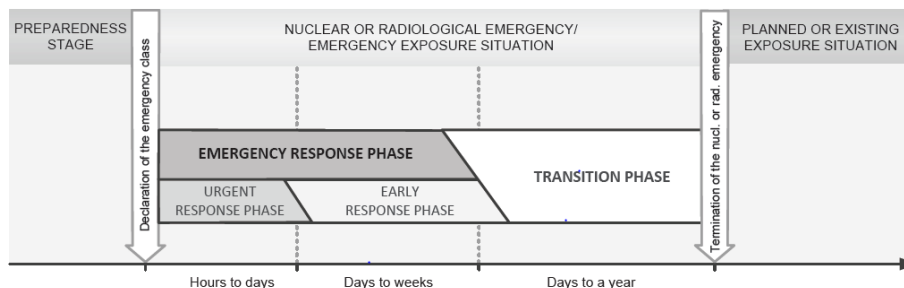 PREPAREDNESS
STAGE
NUCLEAR OR RADIOLOGICAL EMERGENCY/
EMERGENCY EXPOSURE SITUATION
PLANNED OR EXISTING
EXPOSURE SITUATION
Declaration of the emergency class
Termination of the nucl. or rad. emergency
EMERGENCY RESPONSE PHASE
TRANSITION PHASE
URGENT
RESPONSE PHASE
EARLY
RESPONSE PHASE
Hours to days
Days to weeks
Days to a year